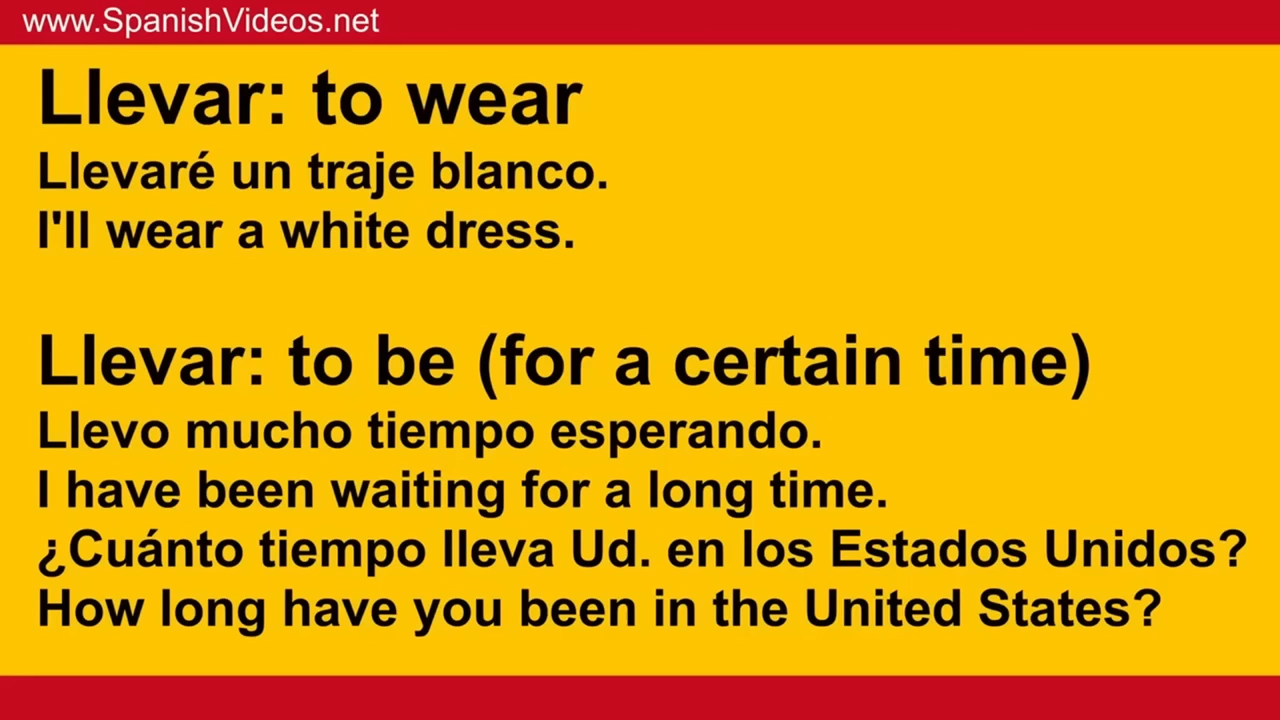 www.SpanishVideos.net
Llevar: to wear
Llevaré un traje blanco.
I'll wear a white dress.
Llevar: to be (for a certain time)
Llevo mucho tiempo esperando.
I have been waiting for a long time.
¿Cuánto tiempo lleva Ud. en los Estados Unidos?
How long have you been in the United States?